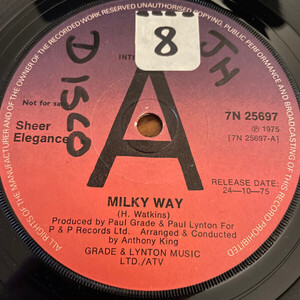 ALL RIGHTS OF THE MANUFACTURER AND OF THE OWNER OF THE RECORDED WORK RESERVED UNAUTHORISED COPYING, PUBLIC PERFORMANCE AND BROADCASTING OF THIS RECORD PROHIBITED
8
JH
DISCO
INT
A
Not for sa
7N 25697
℗ 1975
[7N 25697-A]
Sheer
Elegance
RELEASE DATE:
24-10-75
MILKY WAY
(H. Watkins)
Produced by Paul Grade & Paul Lynton For
P & P Records Ltd. Arranged & Conducted
by Anthony King
GRADE & LYNTON MUSIC
LTD./ATV